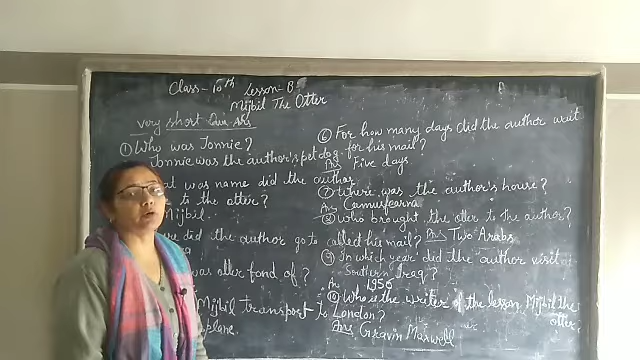 Class-10th Lesson-8
Mijbil The Otter
very short Que. Ans
① Who was Jonnie?
Jonnie was the author's pet dog.
at was name did the author
to the otter?
Mijbil.
re did the author go to called his mail?
was otter fond of?
Mijbil transport to London?
plane.
⑥ For how many days did the author wait
for his mail?
Ans Five days
⑦ Where was the author's house?
Ans Camusfearna
⑧ Who brought the otter to the author?
Ans Two Arabs
⑨ In which year did the author visit
Southern Iraq?
Ans 1956
⑩ Who is the writer of the lesson, Mijbil the
otter?
Ans Gravin Maxwell